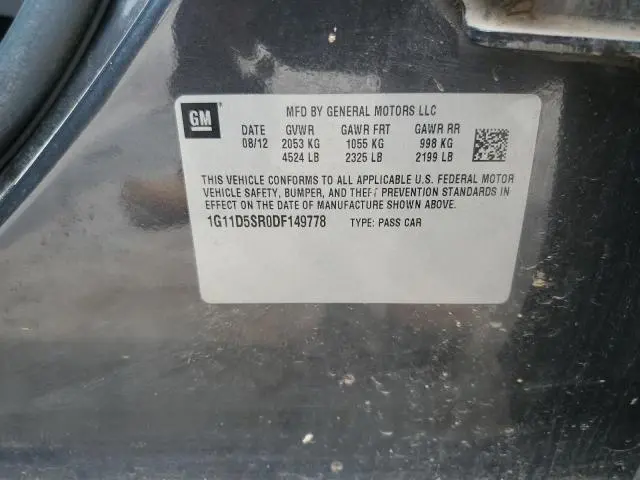 GM
MFD BY GENERAL MOTORS LLC
DATE GVWR GAWR FRT GAWR RR
08/12 2053 KG 1055 KG 998 KG
4524 LB 2325 LB 2199 LB
THIS VEHICLE CONFORMS TO ALL APPLICABLE U.S. FEDERAL MOTOR
VEHICLE SAFETY, BUMPER, AND THEFT PREVENTION STANDARDS IN
EFFECT ON THE DATE OF MANUFACTURE SHOWN ABOVE.
1G11D5SR0DF149778 TYPE: PASS CAR